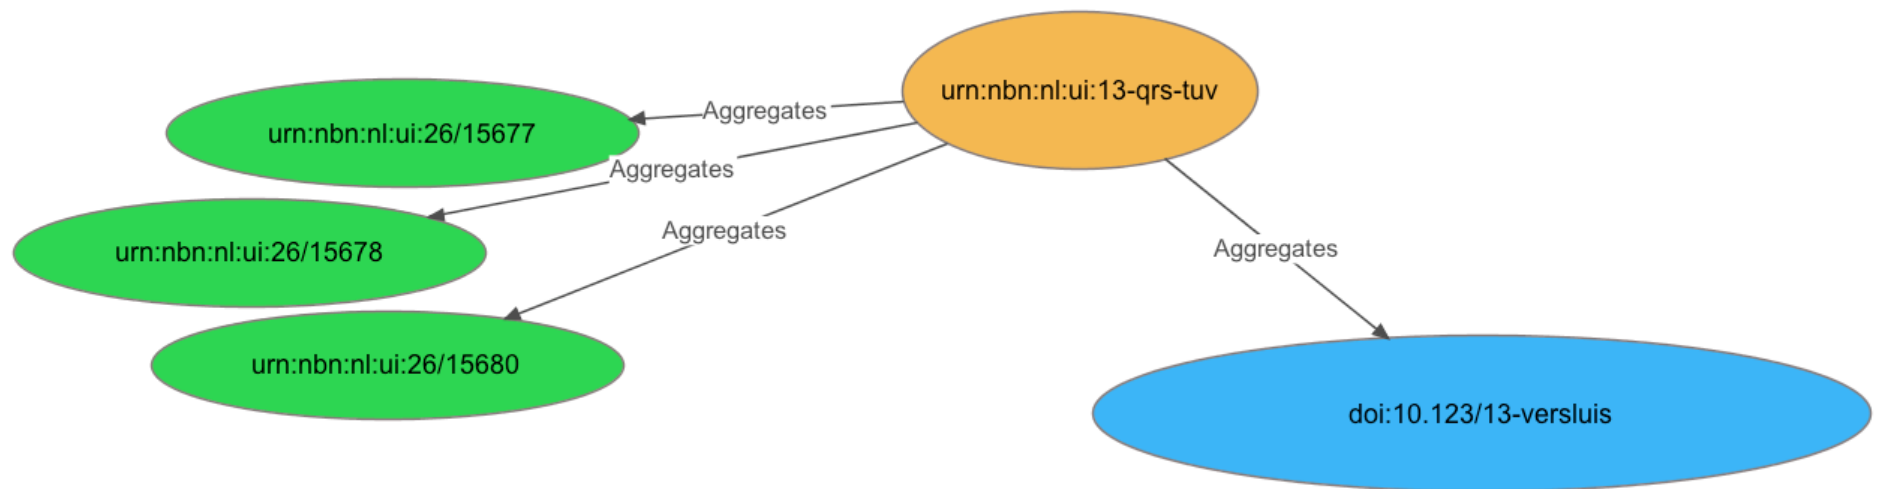 urn:nbn:nl:ui:13-qrs-tuv
Aggregates
urn:nbn:nl:ui:26/15677
Aggregates
Aggregates
Aggregates
urn:nbn:nl:ui:26/15678
urn:nbn:nl:ui:26/15680
doi:10.123/13-versluis